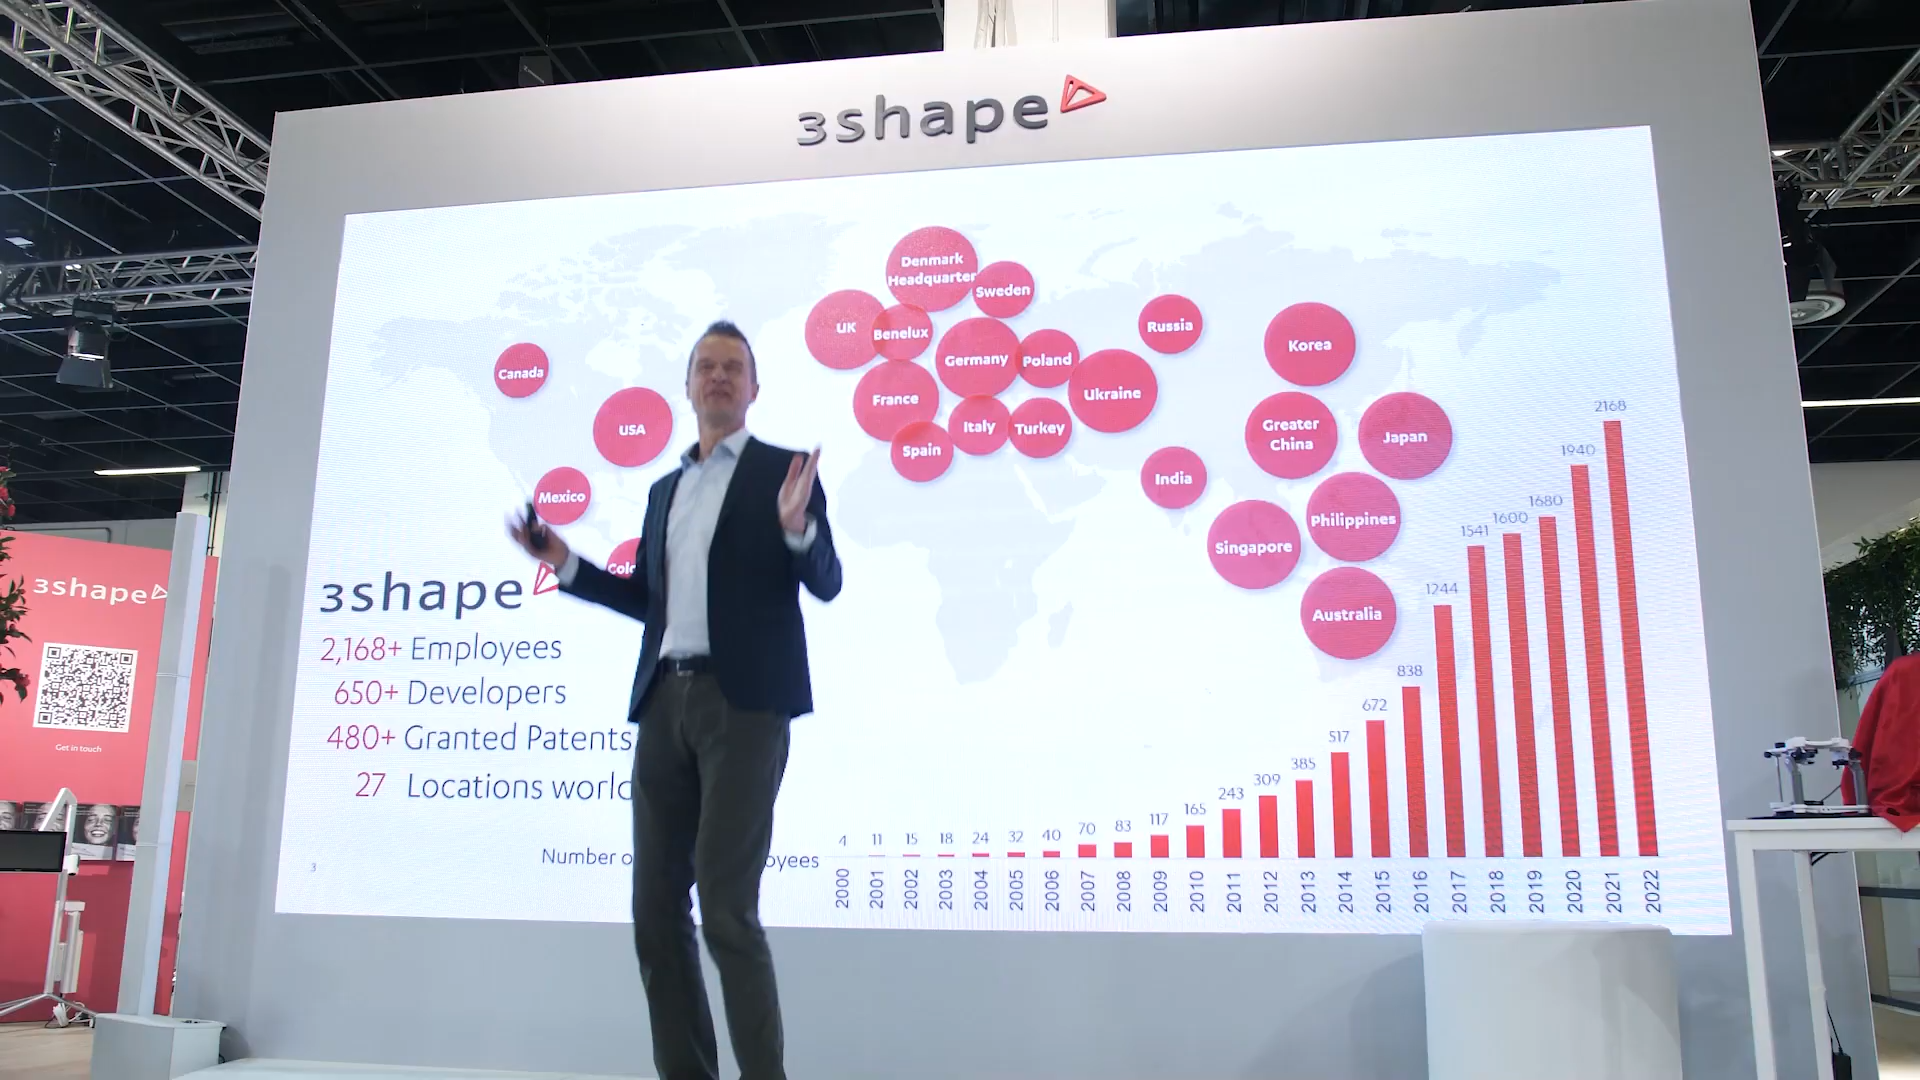 3shape
Denmark
Headquarter
Sweden
UK
Benelux
Russia
Germany
Poland
Korea
Canada
France
Ukraine
USA
Italy
Turkey
Greater
China
Japan
Spain
Mexico
India
Philippines
Singapore
Australia
3shape
2,168+ Employees
650+ Developers
480+ Granted Patents
27 Locations
Number
4 11 15 18 24 32 40 70 83 117 165 243 309 385 517 672 838 1244 1541 1600 1680 1940 2168
2000 2001 2002 2003 2004 2005 2006 2007 2008 2009 2010 2011 2012 2013 2014 2015 2016 2017 2018 2019 2020 2021 2022
3
3shape
Get in touch